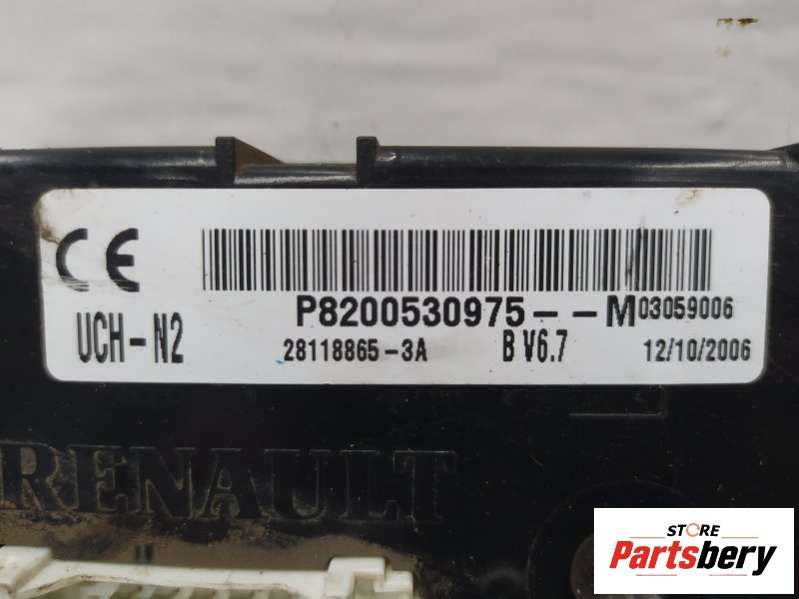 CE
P8200530975--M03059006
UCH-N2 28118865-3A B V6.7 12/10/2006
RENAULT
STORE
Partsbery